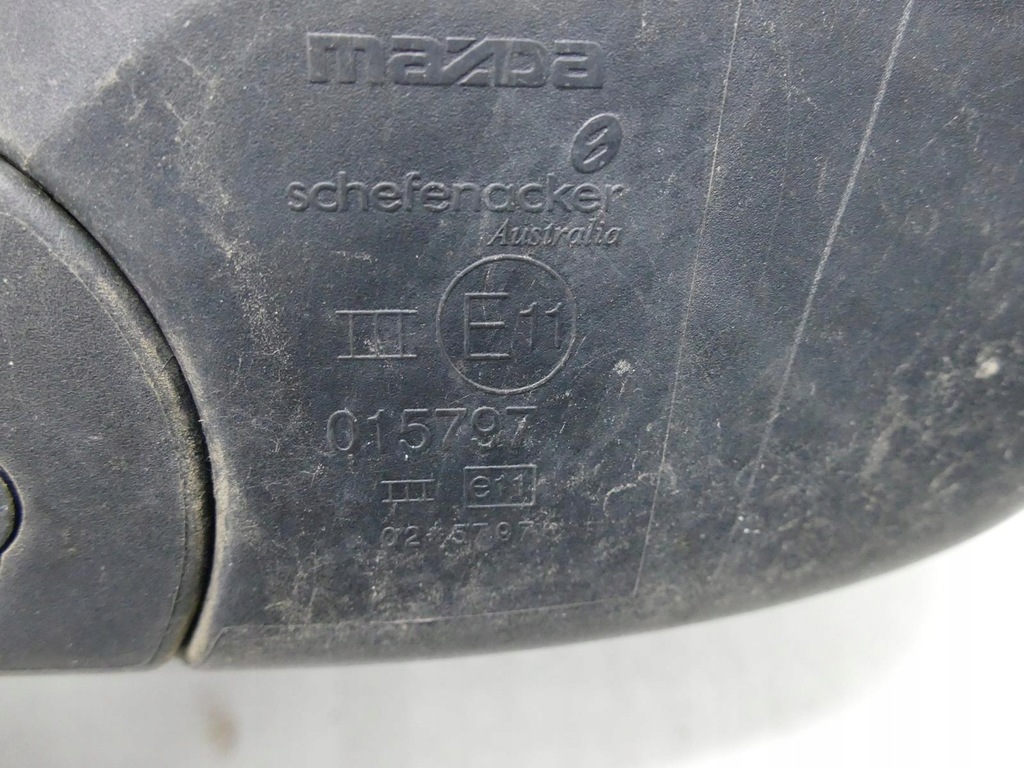 mazda
schefenacker
Australia
III E11
015797
III e11